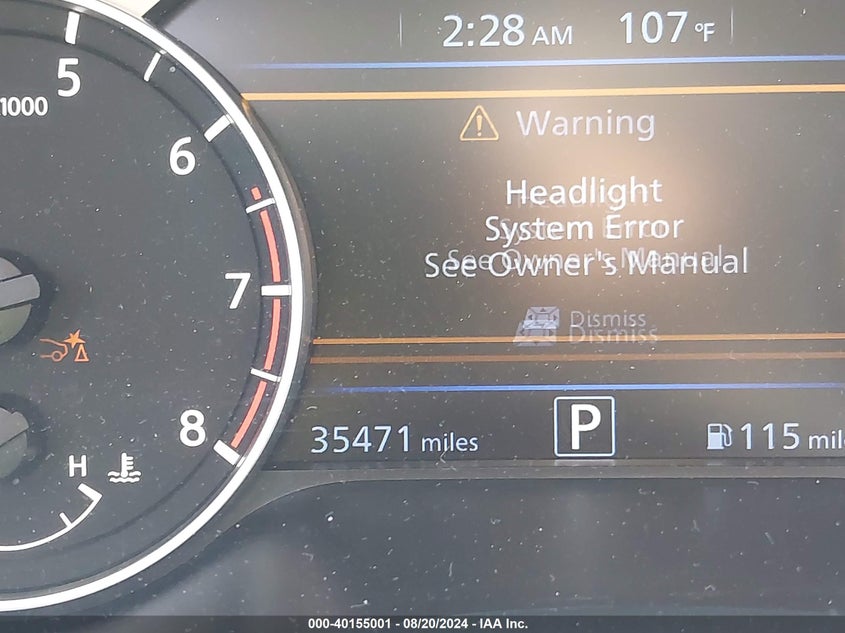 2:28 AM 107 °F
5
1000
Warning
6
Headlight
System Error
See Owner's Manual
7
Dismiss
8
35471 miles P 115
H
000-40155001 - 08/20/2024 - IAA Inc.